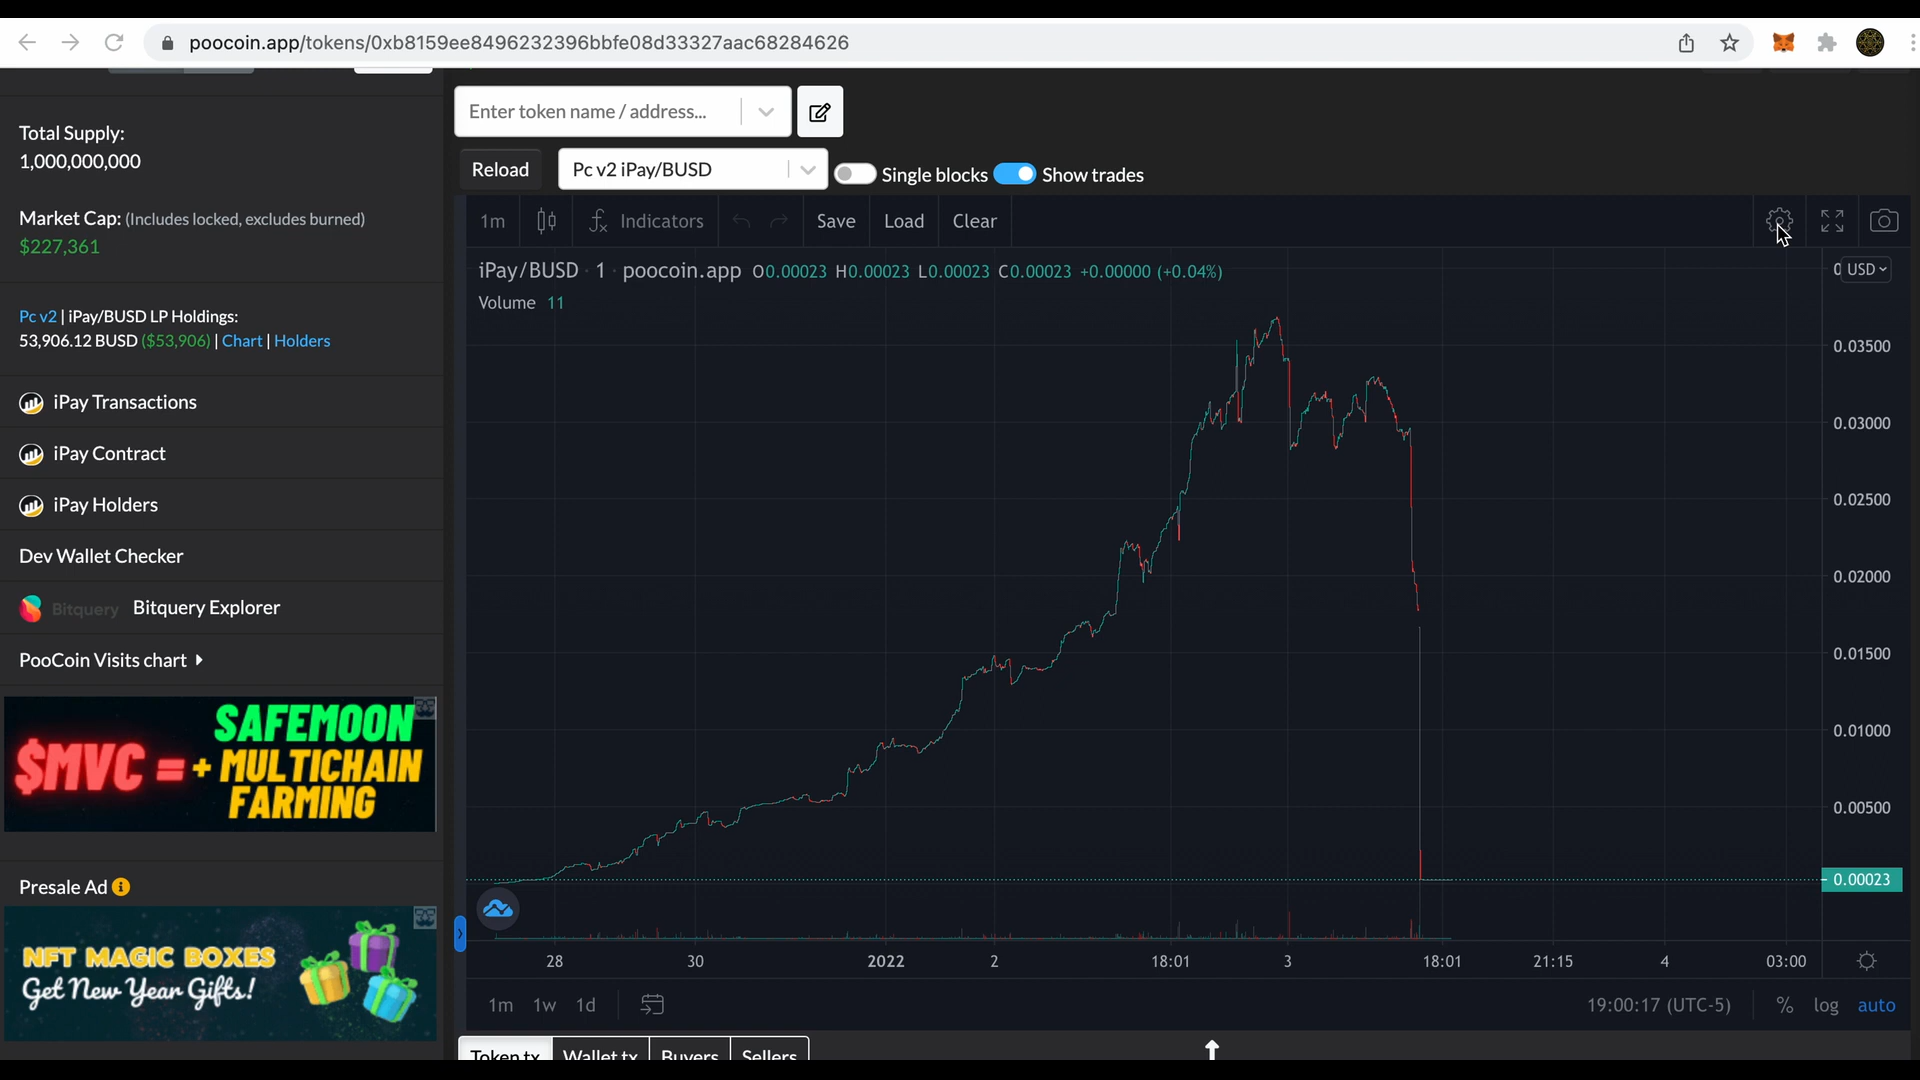 poocoin.app/tokens/0xb8159ee8496232396bbfe08d33327aac68284626
Total Supply:
1,000,000,000
Market Cap: (Includes locked, excludes burned)
$227,361
Pc v2 | iPay/BUSD LP Holdings:
53,906.12 BUSD ($53,906) | Chart | Holders
iPay Transactions
iPay Contract
iPay Holders
Dev Wallet Checker
Bitquery Bitquery Explorer
PooCoin Visits chart
$MVC = + SAFEMOON
MULTICHAIN
FARMING
Presale Ad
NFT MAGIC BOXES
Get New Year Gifts!
Enter token name / address...
Reload
Pc v2 iPay/BUSD
Single blocks
Show trades
1m
Indicators
Save
Load
Clear
iPay/BUSD · 1 · poocoin.app O0.00023 H0.00023 L0.00023 C0.00023 +0.00000 (+0.04%)
Volume 11
USD
0.03500
0.03000
0.02500
0.02000
0.01500
0.01000
0.00500
0.00023
28 30 2022 2 18:01 3 18:01 21:15 4 03:00
1m 1w 1d
19:00:17 (UTC-5) % log auto
Token tx Wallet tx Buyers Sellers